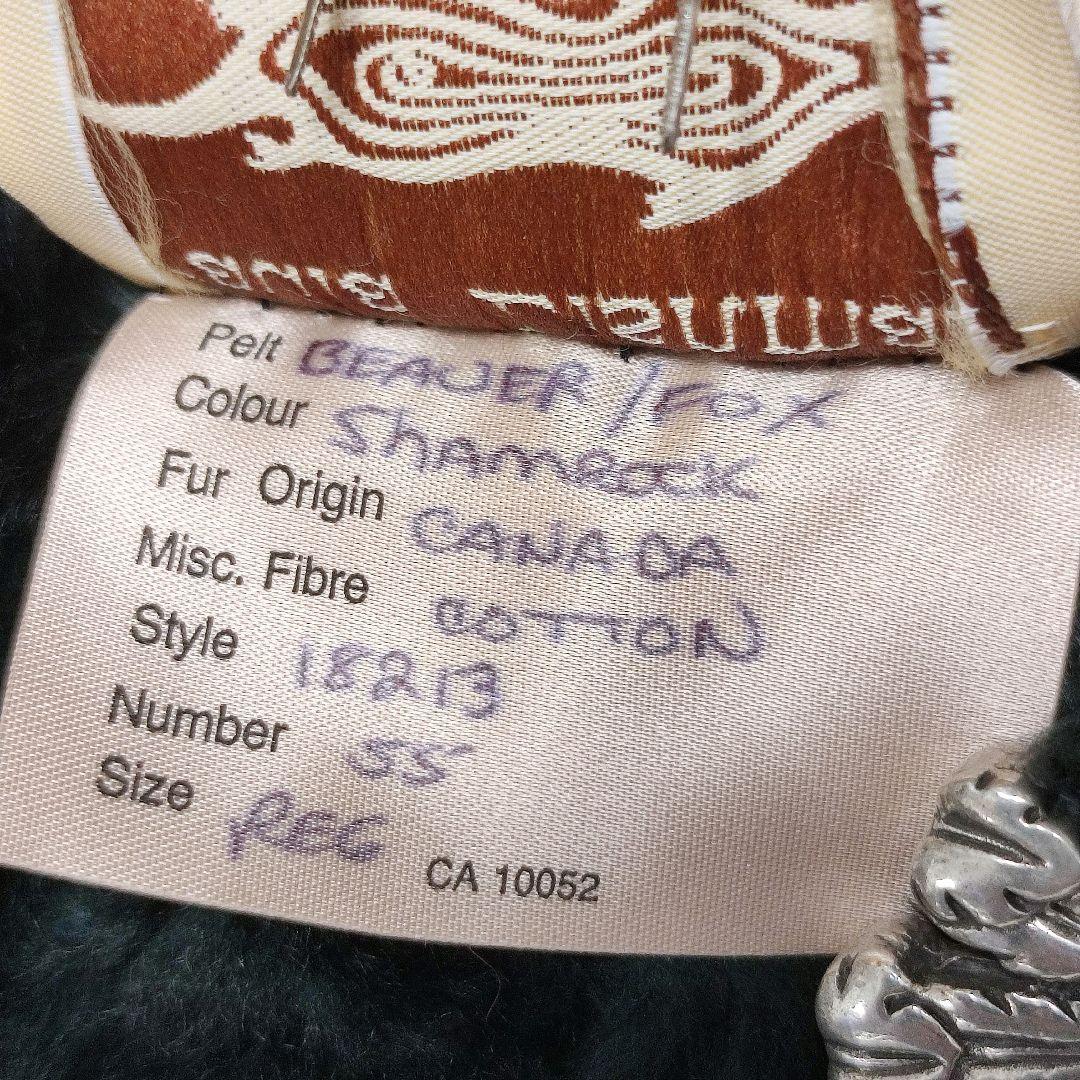 Pelt BEAVER/FOX
Colour ShAMROCK
Fur Origin CANADA
Misc. Fibre COTTON
Style 18213
Number 55
Size REG
CA 10052